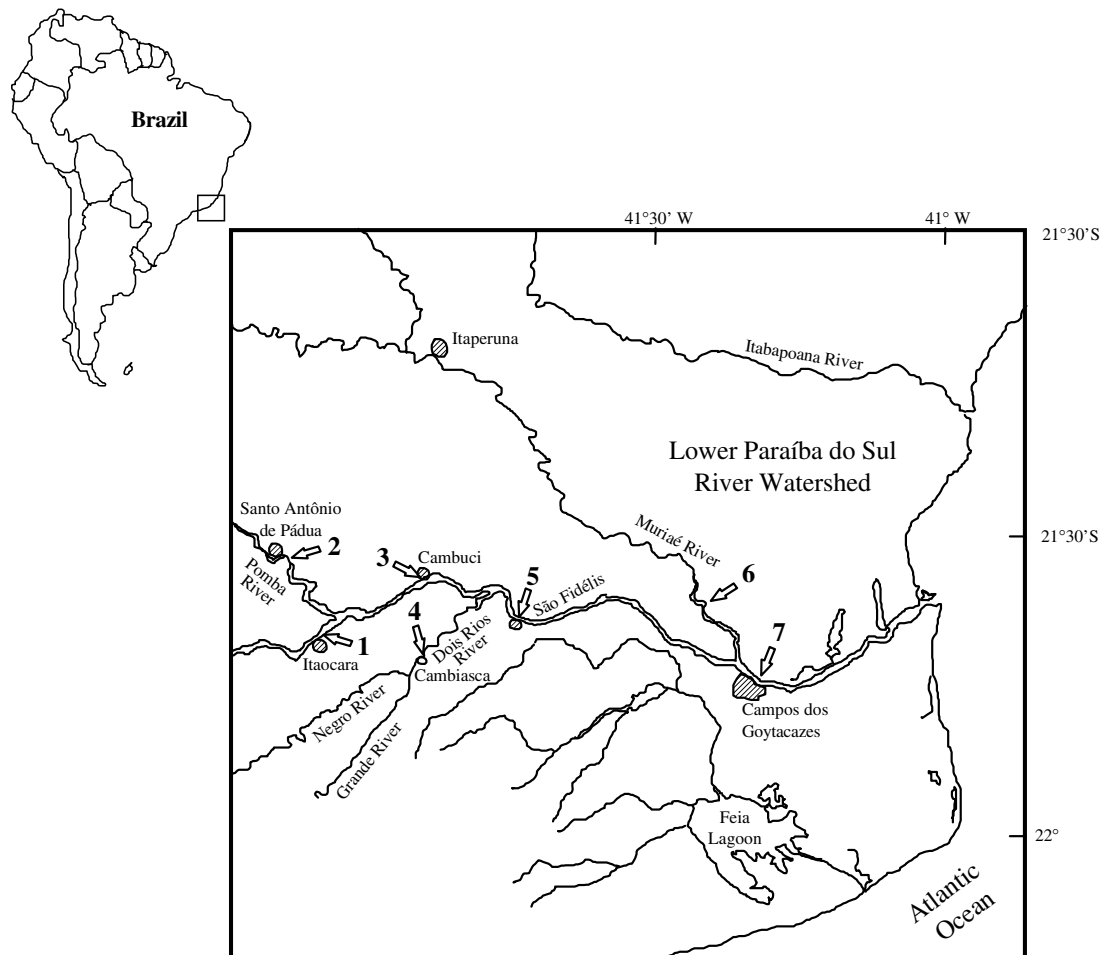 Brazil
41°30' W
41° W
21°30'S
Itaperuna
Itabapoana River
Lower Paraíba do Sul
River Watershed
Santo Antônio
de Pádua
2
Pomba
River
3
Cambuci
Muriaé River
21°30'S
6
5
São Fidélis
4
Dois Rios
River
1
Itaocara
Cambiasca
7
Negro River
Grande River
Campos dos
Goytacazes
Feia
Lagoon
22°
Atlantic
Ocean